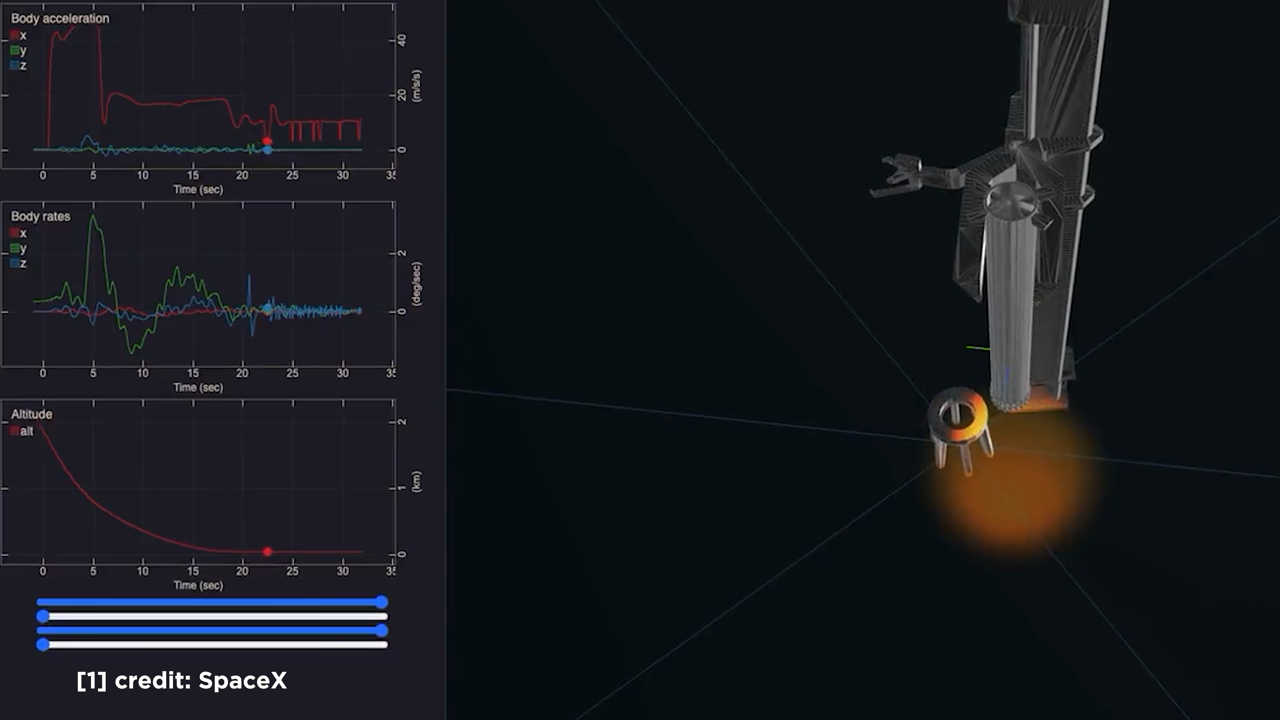 Body acceleration
x
y
z
40
20
0
(m/s/s)
0 5 10 15 20 25 30 35
Time (sec)
Body rates
x
y
z
2
0
(deg/sec)
0 5 10 15 20 25 30 35
Time (sec)
Altitude
alt
2
1
0
(km)
0 5 10 15 20 25 30 35
Time (sec)
[1] credit: SpaceX